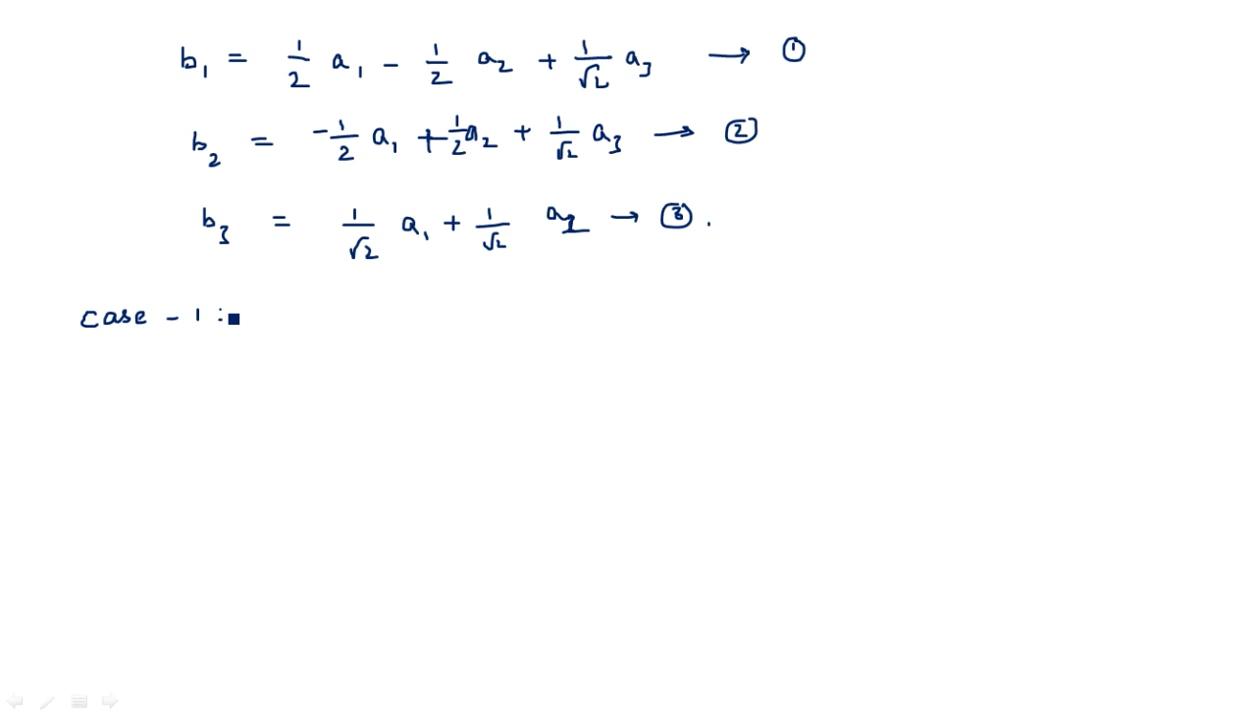 b₁ = 1/2 a₁ - 1/2 a₂ + 1/√2 a₃ → ①
b₂ = -1/2 a₁ + 1/2 a₂ + 1/√2 a₃ → ②
b₃ = 1/√2 a₁ + 1/√2 a₂ → ③ .
case - 1 :